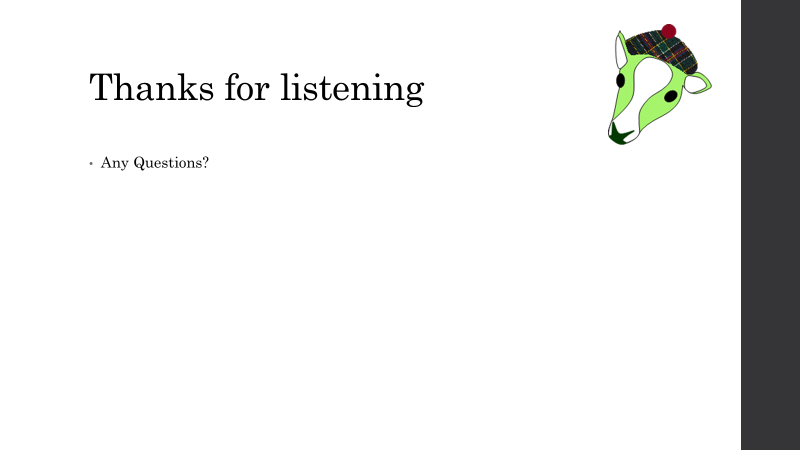 Thanks for listening
• Any Questions?